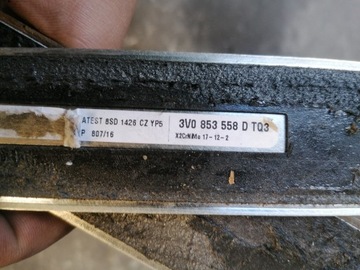 ATEST 8SD 1426 CZ YP5
P 807/16
3V0 853 558 D TQ3
X2CrNiMo 17-12-2